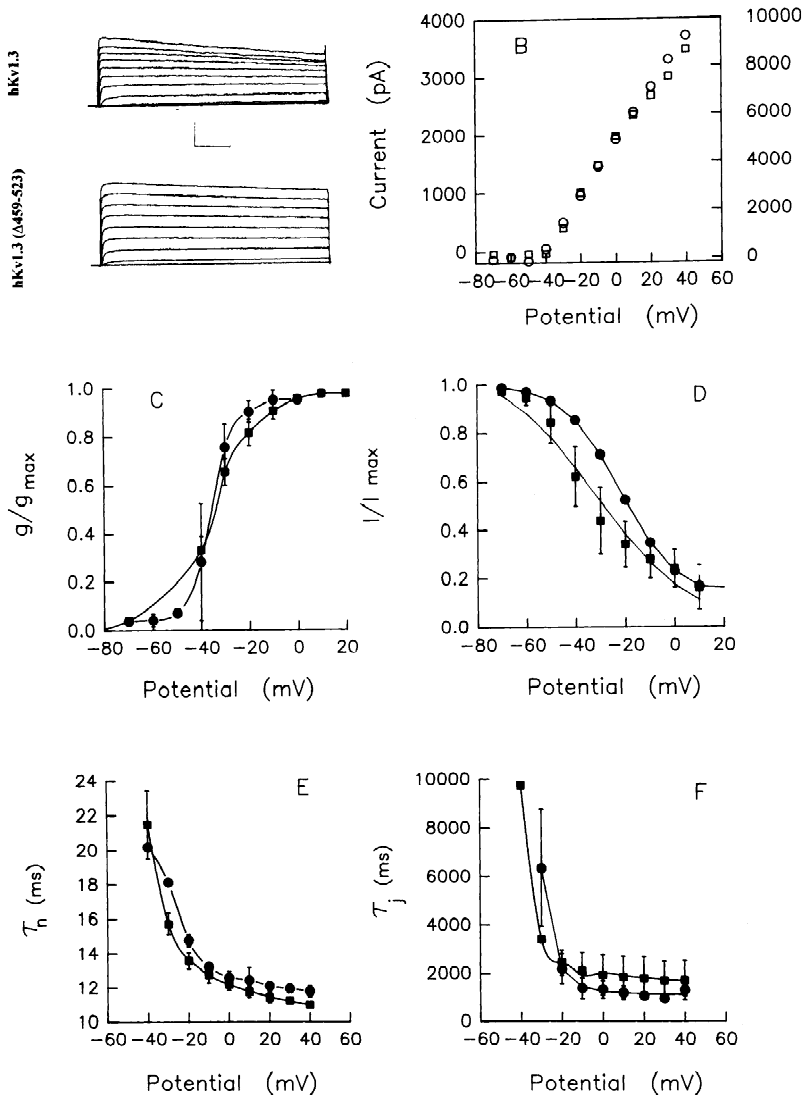 hKv1.3
hKv1.3 (Δ459-523)
B
4000
3000
2000
1000
0
Current (pA)
10000
8000
6000
4000
2000
0
-80 -60 -40 -20 0 20 40 60
Potential (mV)
C
1.0
0.8
0.6
0.4
0.2
0.0
g/gmax
-80 -60 -40 -20 0 20
Potential (mV)
D
1.0
0.8
0.6
0.4
0.2
0.0
I/Imax
-80 -60 -40 -20 0 20
Potential (mV)
E
24
22
20
18
16
14
12
10
τn (ms)
-60 -40 -20 0 20 40 60
Potential (mV)
F
10000
8000
6000
4000
2000
0
τj (ms)
-60 -40 -20 0 20 40 60
Potential (mV)